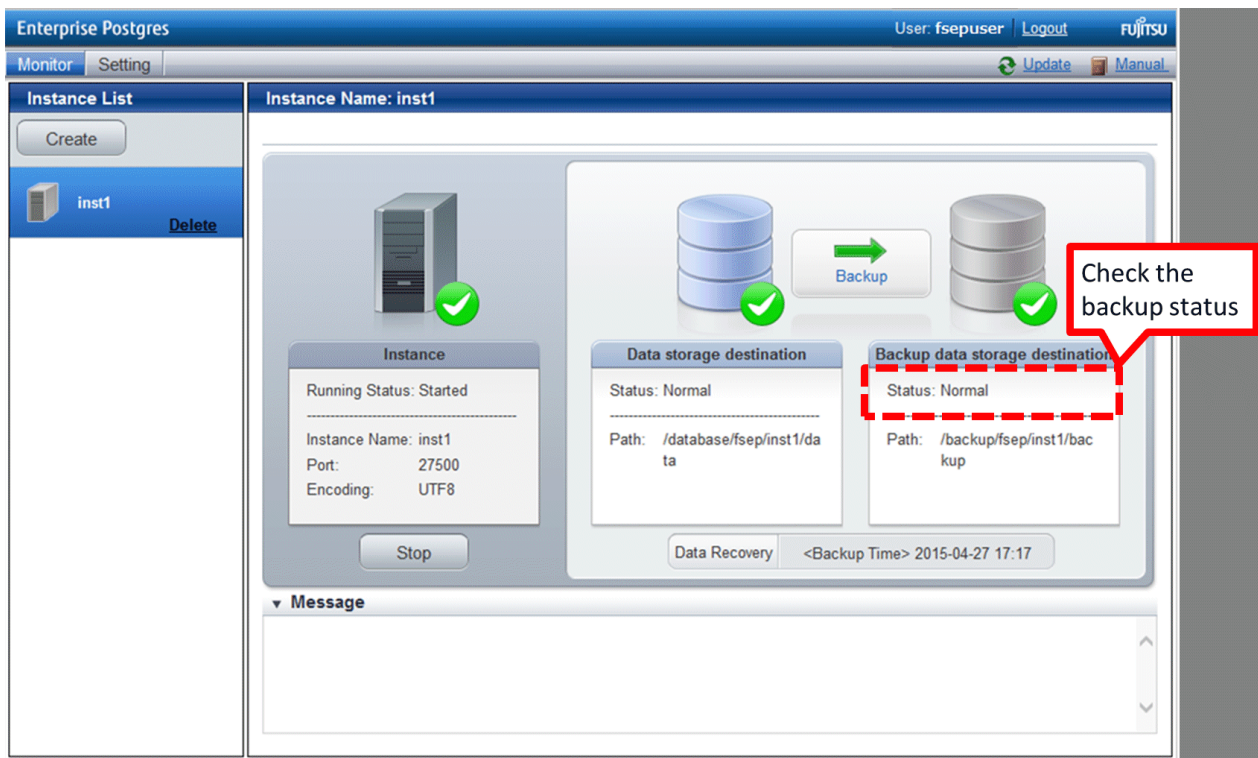 Enterprise Postgres
User: fsepuser Logout
FUJITSU
Monitor Setting
Update Manual
Instance List
Create
inst1
Delete
Instance Name: inst1
Backup
Check the
backup status
Instance
Running Status: Started
Instance Name: inst1
Port: 27500
Encoding: UTF8
Stop
Data storage destination
Status: Normal
Path: /database/fsep/inst1/da
ta
Backup data storage destination
Status: Normal
Path: /backup/fsep/inst1/bac
kup
Data Recovery <Backup Time> 2015-04-27 17:17
Message